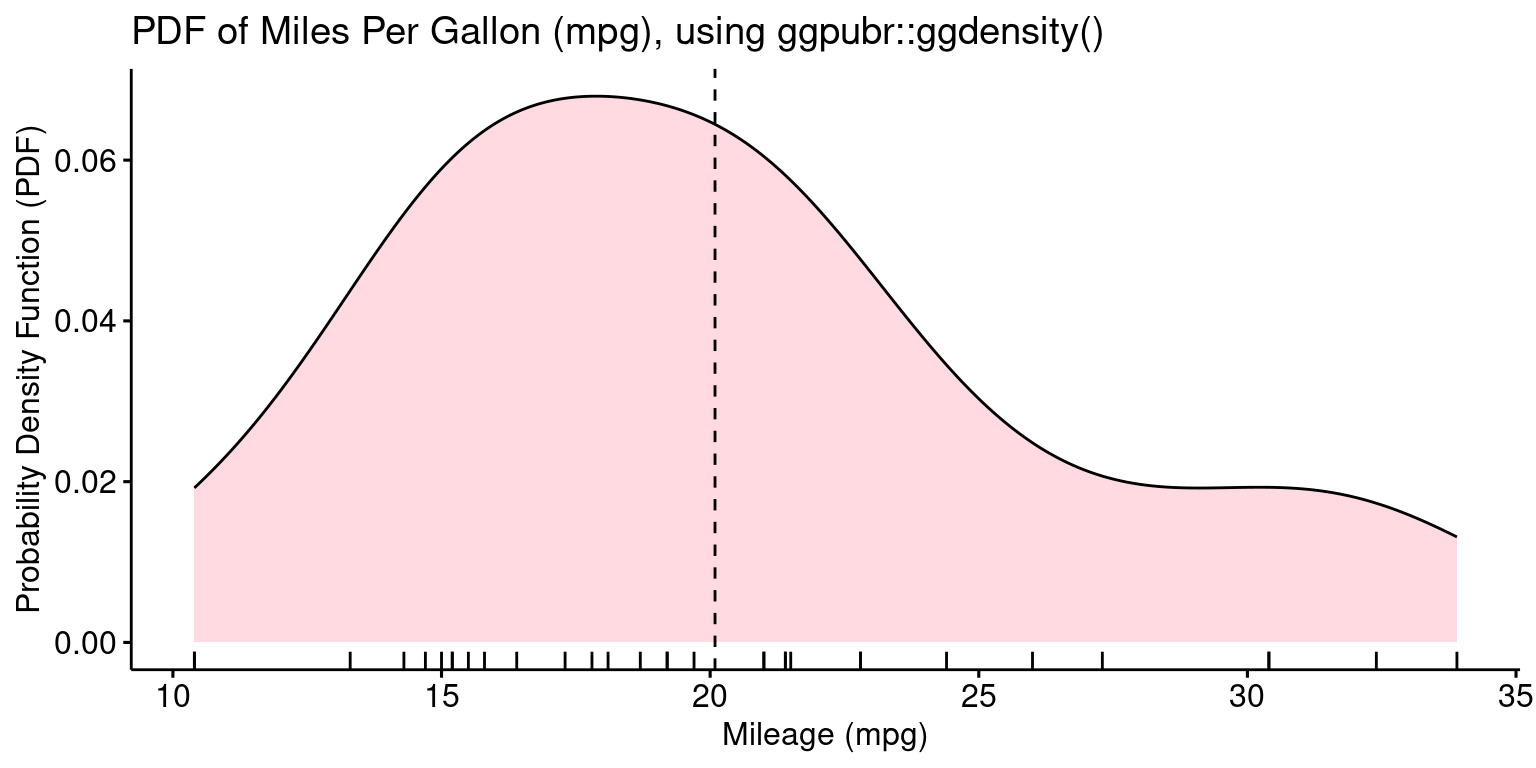 PDF of Miles Per Gallon (mpg), using ggpubr::ggdensity()
Probability Density Function (PDF)
0.06
0.04
0.02
0.00
10 15 20 25 30 35
Mileage (mpg)